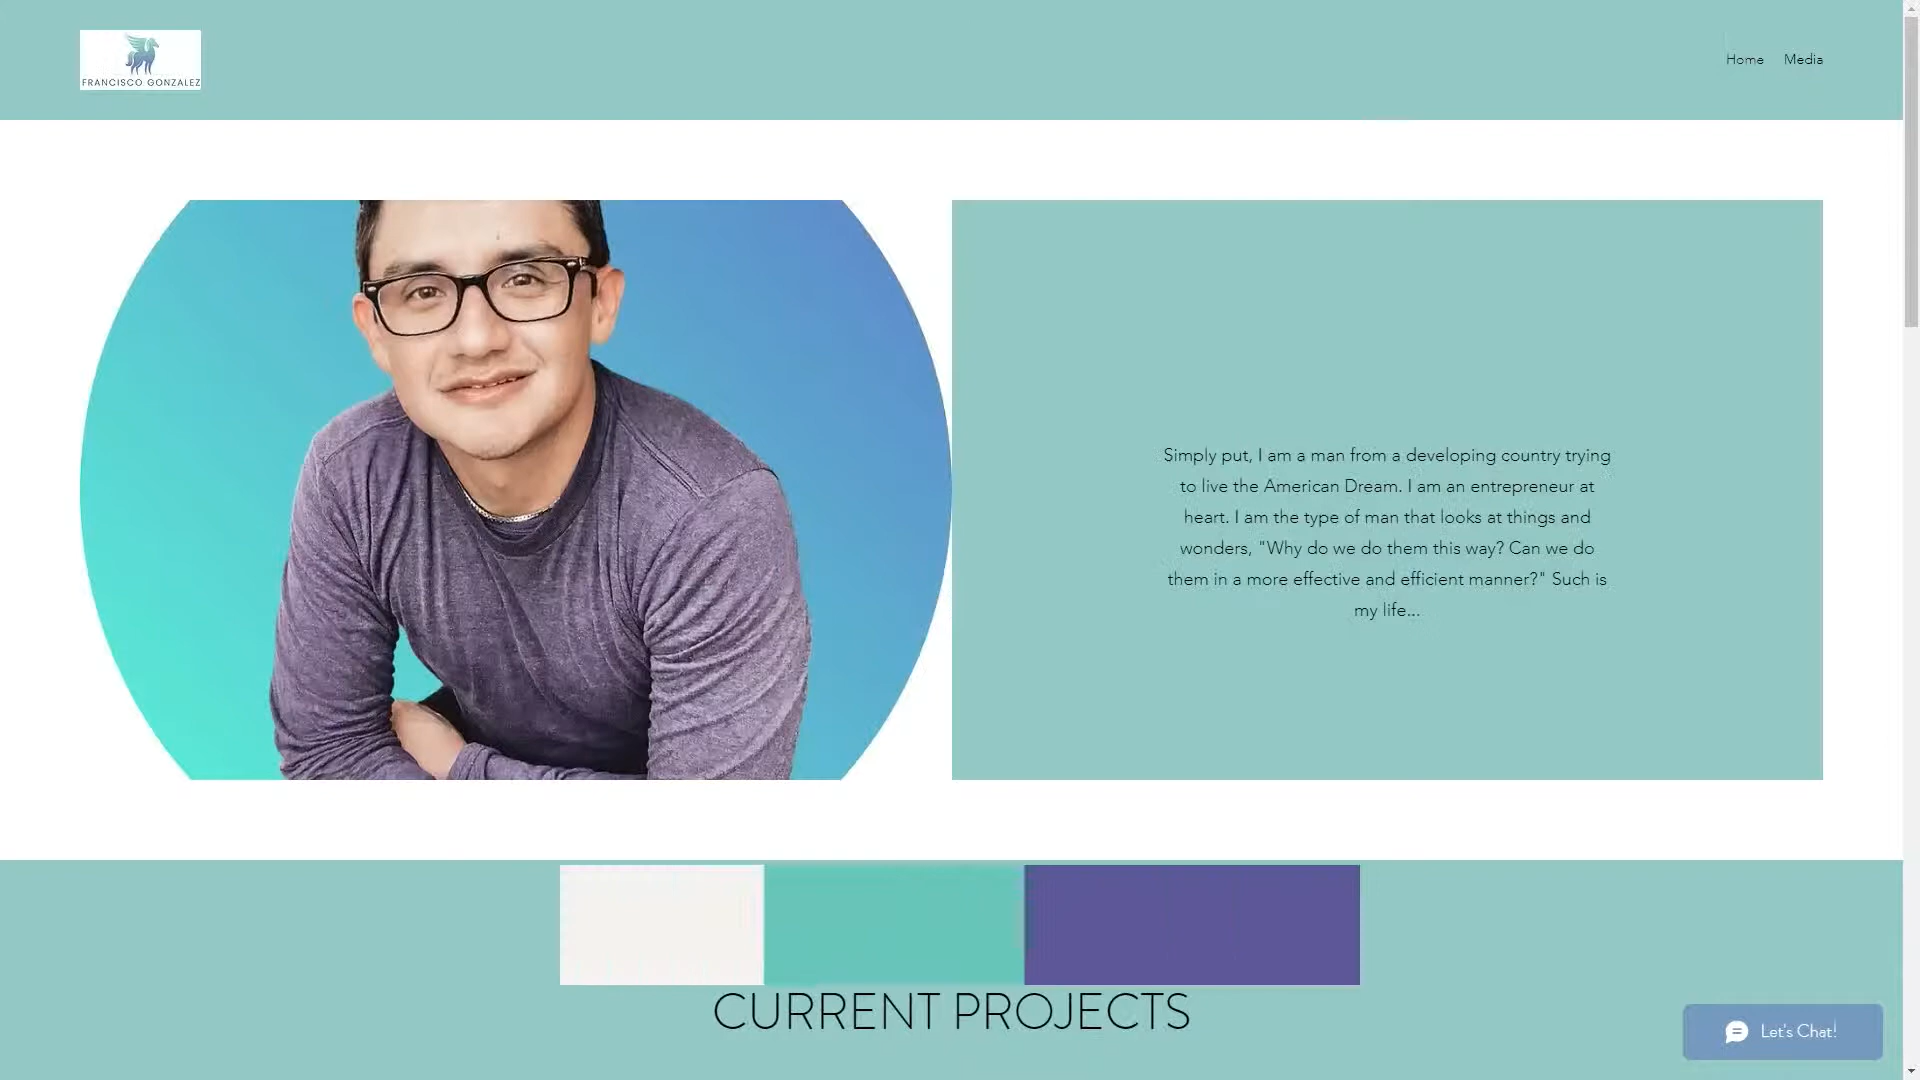 FRANCISCO GONZALEZ
Home Media
Simply put, I am a man from a developing country trying
to live the American Dream. I am an entrepreneur at
heart. I am the type of man that looks at things and
wonders, "Why do we do them this way? Can we do
them in a more effective and efficient manner?" Such is
my life...
CURRENT PROJECTS
Let's Chat!